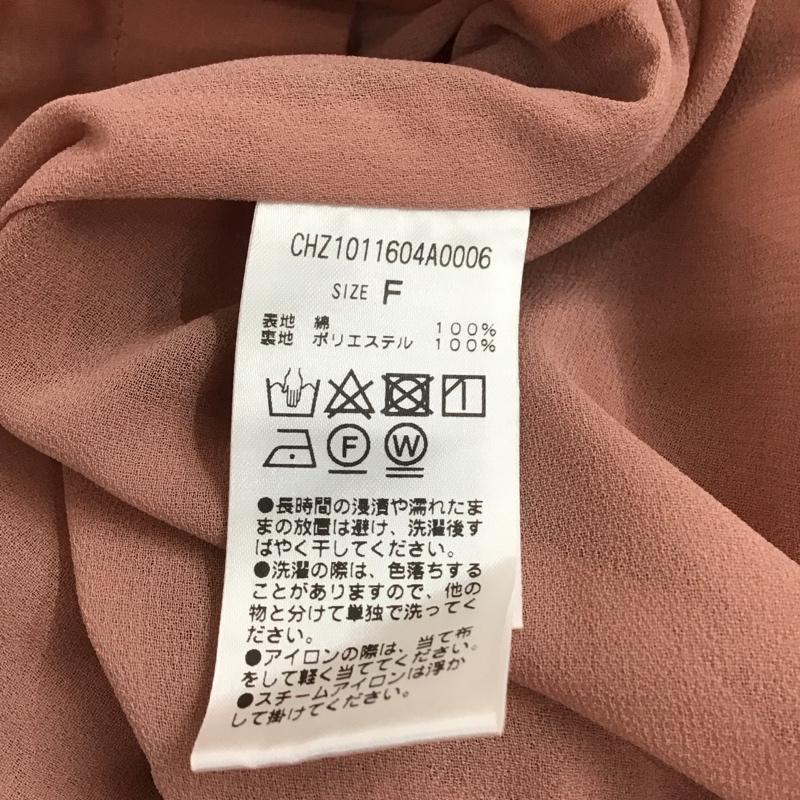 CHZ1011604A0006
SIZE F
表地 綿 100%
裏地 ポリエステル 100%
F W
●長時間の浸漬や濡れたま
まの放置は避け、洗濯後す
ばやく干してください。
●洗濯の際は、色落ちする
ことがありますので、他の
物と分けて単独で洗ってく
ださい。
●アイロンの際は、当て布
をして軽く当ててください。
●スチームアイロンは浮か
して掛けてください。